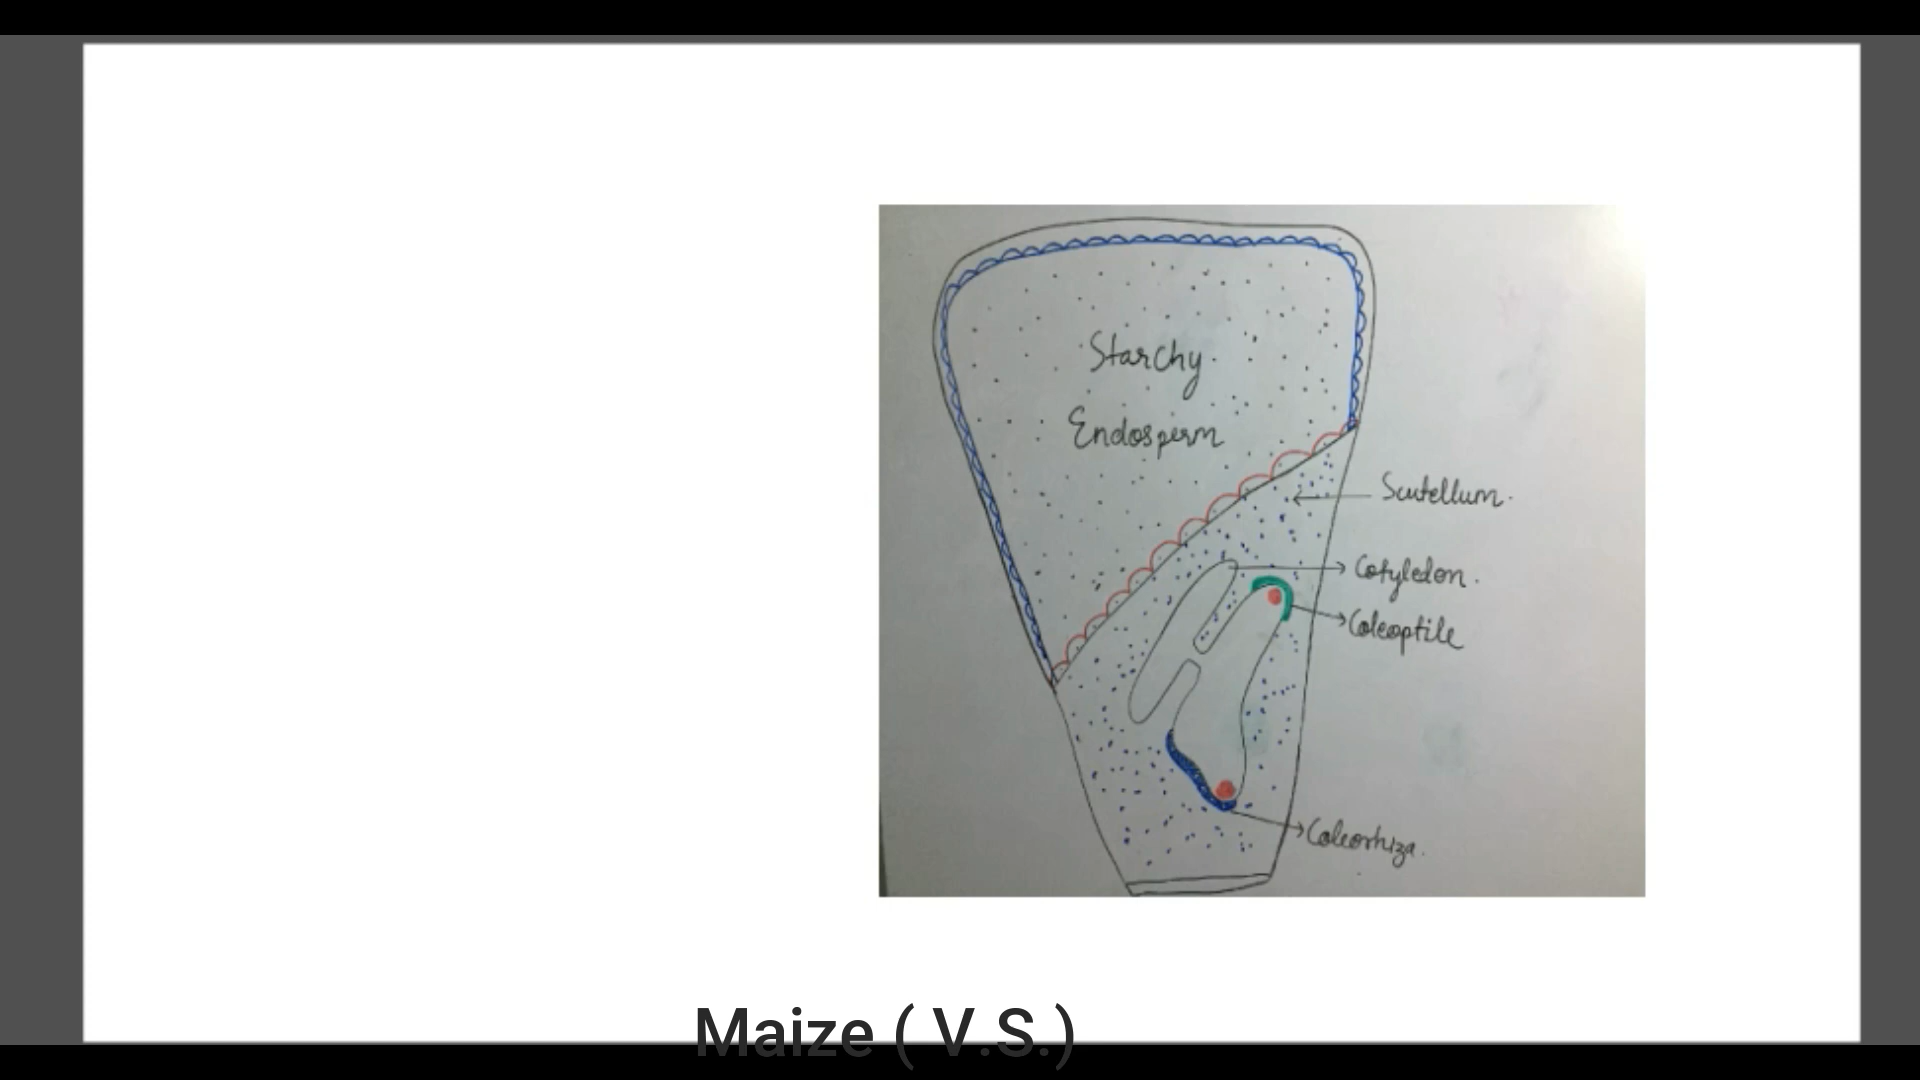 Starchy
Endosperm
Scutellum.
Cotyledon.
Coleoptile
Coleorhiza.
Maize ( V.S.)